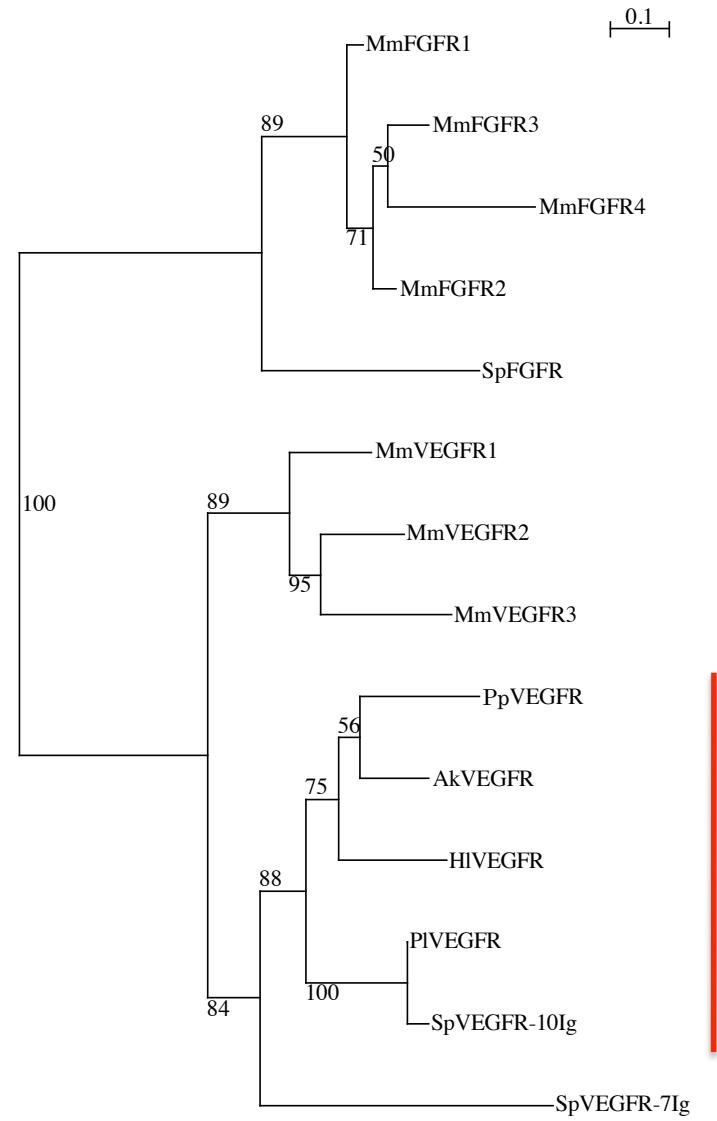 0.1
MmFGFR1
89
MmFGFR3
50
MmFGFR4
71
MmFGFR2
SpFGFR
MmVEGFR1
100
89
MmVEGFR2
95
MmVEGFR3
PpVEGFR
56
AkVEGFR
75
HlVEGFR
88
PlVEGFR
100
84
SpVEGFR-10Ig
SpVEGFR-7Ig